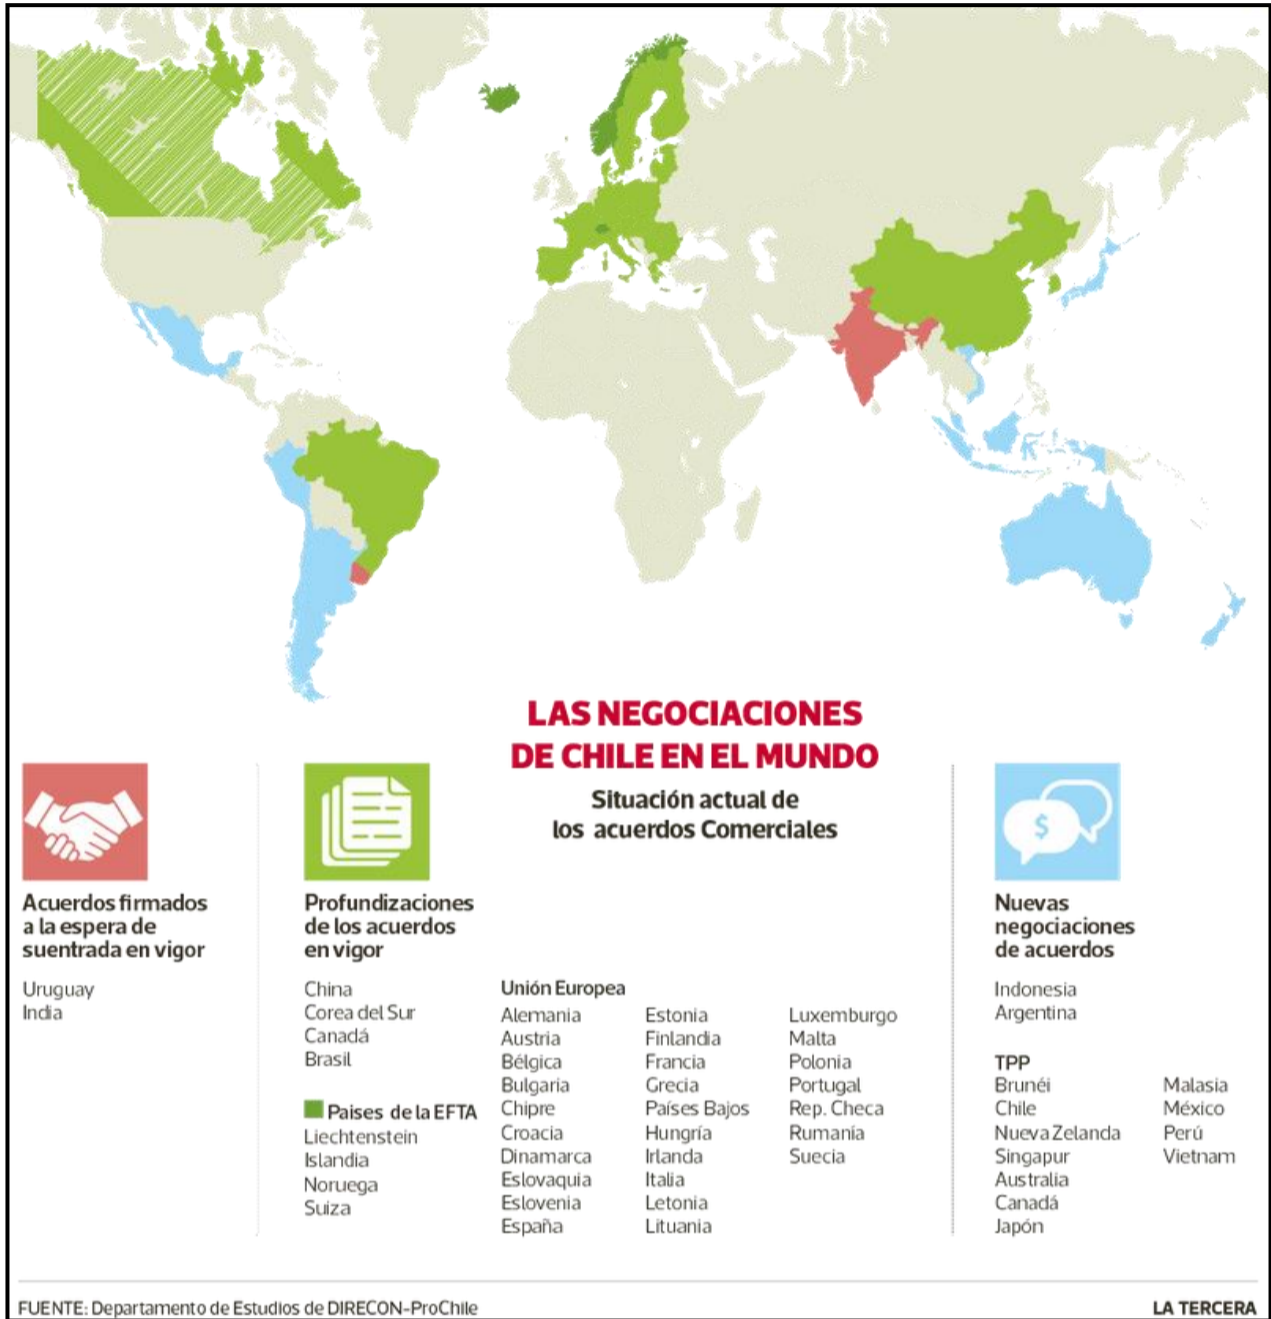 LAS NEGOCIACIONES
DE CHILE EN EL MUNDO
Situación actual de
los acuerdos Comerciales
Acuerdos firmados
a la espera de
suentrada en vigor
Uruguay
India
Profundizaciones
de los acuerdos
en vigor
China
Corea del Sur
Canadá
Brasil
Paises de la EFTA
Liechtenstein
Islandia
Noruega
Suiza
Unión Europea
Alemania
Austria
Bélgica
Bulgaria
Chipre
Croacia
Dinamarca
Eslovaquia
Eslovenia
España
Estonia
Finlandia
Francia
Grecia
Países Bajos
Hungría
Irlanda
Italia
Letonia
Lituania
Luxemburgo
Malta
Polonia
Portugal
Rep. Checa
Rumanía
Suecia
$
Nuevas
negociaciones
de acuerdos
Indonesia
Argentina
TPP
Brunéi
Chile
Nueva Zelanda
Singapur
Australia
Canadá
Japón
Malasia
México
Perú
Vietnam
FUENTE: Departamento de Estudios de DIRECON-ProChile
LA TERCERA